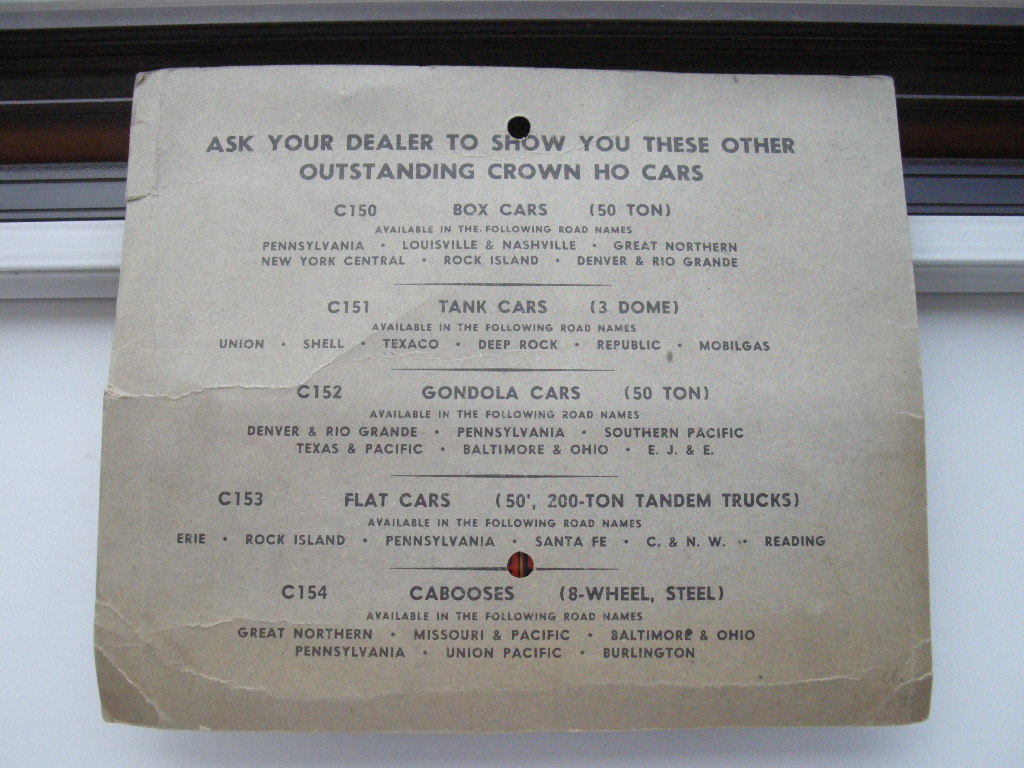 ASK YOUR DEALER TO SHOW YOU THESE OTHER
OUTSTANDING CROWN HO CARS
C150 BOX CARS (50 TON)
AVAILABLE IN THE FOLLOWING ROAD NAMES
PENNSYLVANIA • LOUISVILLE & NASHVILLE • GREAT NORTHERN
NEW YORK CENTRAL • ROCK ISLAND • DENVER & RIO GRANDE
C151 TANK CARS (3 DOME)
AVAILABLE IN THE FOLLOWING ROAD NAMES
UNION • SHELL • TEXACO • DEEP ROCK • REPUBLIC • MOBILGAS
C152 GONDOLA CARS (50 TON)
AVAILABLE IN THE FOLLOWING ROAD NAMES
DENVER & RIO GRANDE • PENNSYLVANIA • SOUTHERN PACIFIC
TEXAS & PACIFIC • BALTIMORE & OHIO • E. J. & E.
C153 FLAT CARS (50', 200-TON TANDEM TRUCKS)
AVAILABLE IN THE FOLLOWING ROAD NAMES
ERIE • ROCK ISLAND • PENNSYLVANIA • SANTA FE • C. & N. W. • READING
C154 CABOOSES (8-WHEEL, STEEL)
AVAILABLE IN THE FOLLOWING ROAD NAMES
GREAT NORTHERN • MISSOURI & PACIFIC • BALTIMORE & OHIO
PENNSYLVANIA • UNION PACIFIC • BURLINGTON